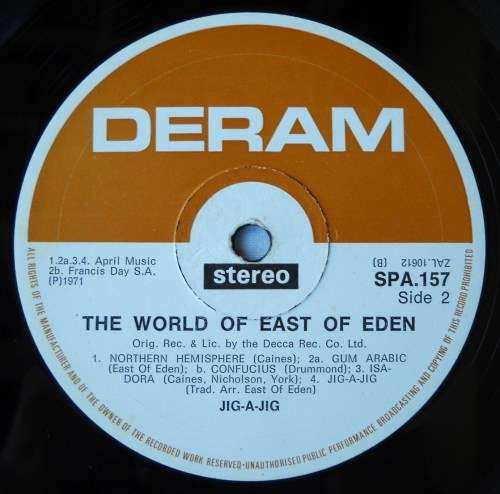 DERAM
1.2a.3.4. April Music
2b. Francis Day S.A.
(P)1971
stereo
ZAL.10612 (B)
SPA.157
Side 2
THE WORLD OF EAST OF EDEN
Orig. Rec. & Lic. by the Decca Rec. Co. Ltd.
1. NORTHERN HEMISPHERE (Caines); 2a. GUM ARABIC
(East Of Eden); b. CONFUCIUS (Drummond); 3. ISA-
DORA (Caines, Nicholson, York); 4. JIG-A-JIG
(Trad. Arr. East Of Eden)
JIG-A-JIG
ALL RIGHTS OF THE MANUFACTURER AND OF THE OWNER OF THE RECORDED WORK RESERVED-UNAUTHORISED PUBLIC PERFORMANCE BROADCASTING AND COPYING OF THIS RECORD PROHIBITED